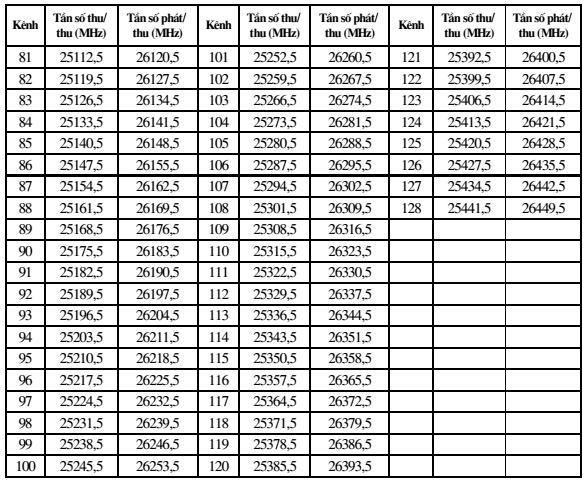 Kênh Tần số thu/ thu (MHz) Tần số phát/ thu (MHz) Kênh Tần số thu/ thu (MHz) Tần số phát/ thu (MHz) Kênh Tần số thu/ thu (MHz) Tần số phát/ thu (MHz)
81 25112,5 26120,5 101 25252,5 26260,5 121 25392,5 26400,5
82 25119,5 26127,5 102 25259,5 26267,5 122 25399,5 26407,5
83 25126,5 26134,5 103 25266,5 26274,5 123 25406,5 26414,5
84 25133,5 26141,5 104 25273,5 26281,5 124 25413,5 26421,5
85 25140,5 26148,5 105 25280,5 26288,5 125 25420,5 26428,5
86 25147,5 26155,5 106 25287,5 26295,5 126 25427,5 26435,5
87 25154,5 26162,5 107 25294,5 26302,5 127 25434,5 26442,5
88 25161,5 26169,5 108 25301,5 26309,5 128 25441,5 26449,5
89 25168,5 26176,5 109 25308,5 26316,5
90 25175,5 26183,5 110 25315,5 26323,5
91 25182,5 26190,5 111 25322,5 26330,5
92 25189,5 26197,5 112 25329,5 26337,5
93 25196,5 26204,5 113 25336,5 26344,5
94 25203,5 26211,5 114 25343,5 26351,5
95 25210,5 26218,5 115 25350,5 26358,5
96 25217,5 26225,5 116 25357,5 26365,5
97 25224,5 26232,5 117 25364,5 26372,5
98 25231,5 26239,5 118 25371,5 26379,5
99 25238,5 26246,5 119 25378,5 26386,5
100 25245,5 26253,5 120 25385,5 26393,5